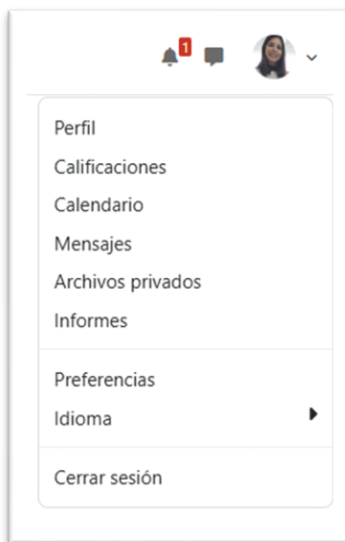 1
Perfil
Calificaciones
Calendario
Mensajes
Archivos privados
Informes
Preferencias
Idioma
Cerrar sesión